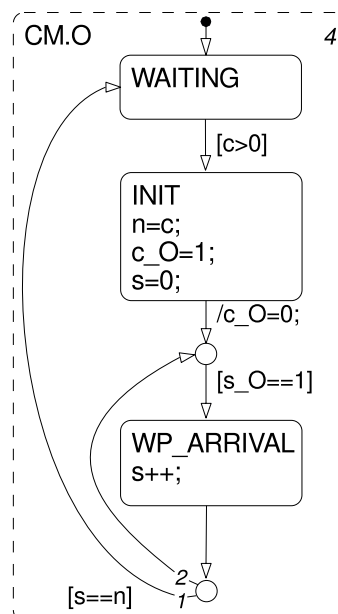 CM.O
4
WAITING
[c>0]
INIT
n=c;
c_O=1;
s=0;
/c_O=0;
[s_O==1]
WP_ARRIVAL
s++;
2
1
[s==n]